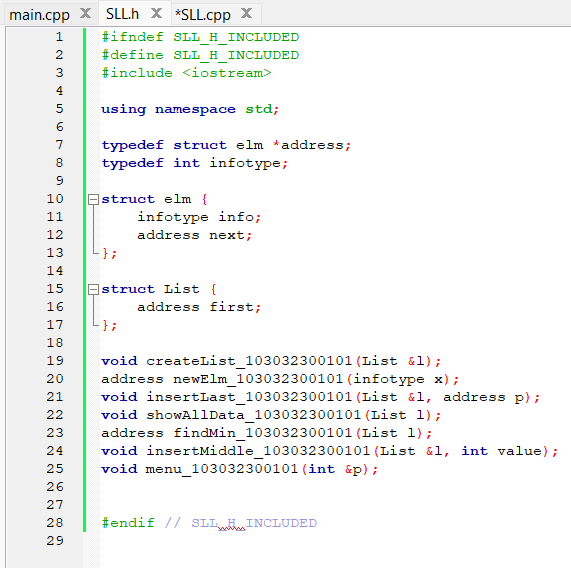 main.cpp X SLL.h X *SLL.cpp X
1 #ifndef SLL_H_INCLUDED
2 #define SLL_H_INCLUDED
3 #include <iostream>
4
5 using namespace std;
6
7 typedef struct elm *address;
8 typedef int infotype;
9
10 struct elm {
11     infotype info;
12     address next;
13 };
14
15 struct List {
16     address first;
17 };
18
19 void createList_103032300101(List &l);
20 address newElm_103032300101(infotype x);
21 void insertLast_103032300101(List &l, address p);
22 void showAllData_103032300101(List l);
23 address findMin_103032300101(List l);
24 void insertMiddle_103032300101(List &l, int value);
25 void menu_103032300101(int &p);
26
27
28 #endif // SLL_H_INCLUDED
29